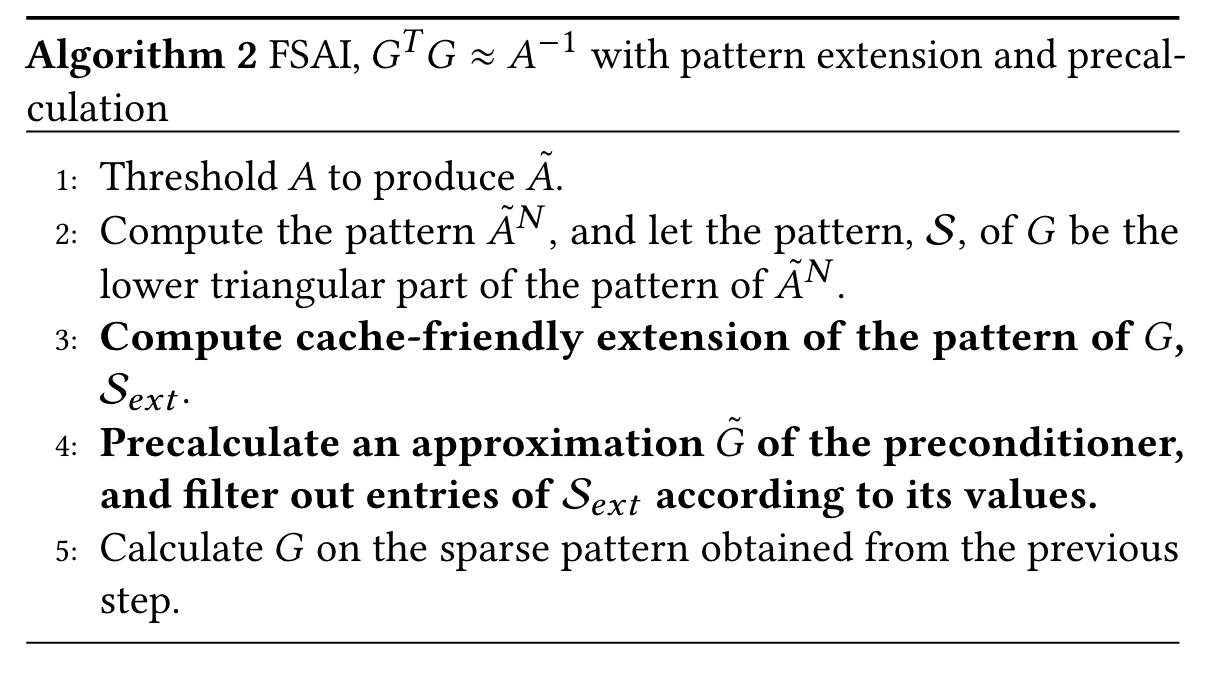 Algorithm 2 FSAI, $G^T G \approx A^{-1}$ with pattern extension and precal-
culation
1: Threshold $A$ to produce $\tilde{A}$.
2: Compute the pattern $\tilde{A}^N$, and let the pattern, $\mathcal{S}$, of $G$ be the
lower triangular part of the pattern of $\tilde{A}^N$.
3: Compute cache-friendly extension of the pattern of $G$,
$\mathcal{S}_{ext}$.
4: Precalculate an approximation $\tilde{G}$ of the preconditioner,
and filter out entries of $\mathcal{S}_{ext}$ according to its values.
5: Calculate $G$ on the sparse pattern obtained from the previous
step.